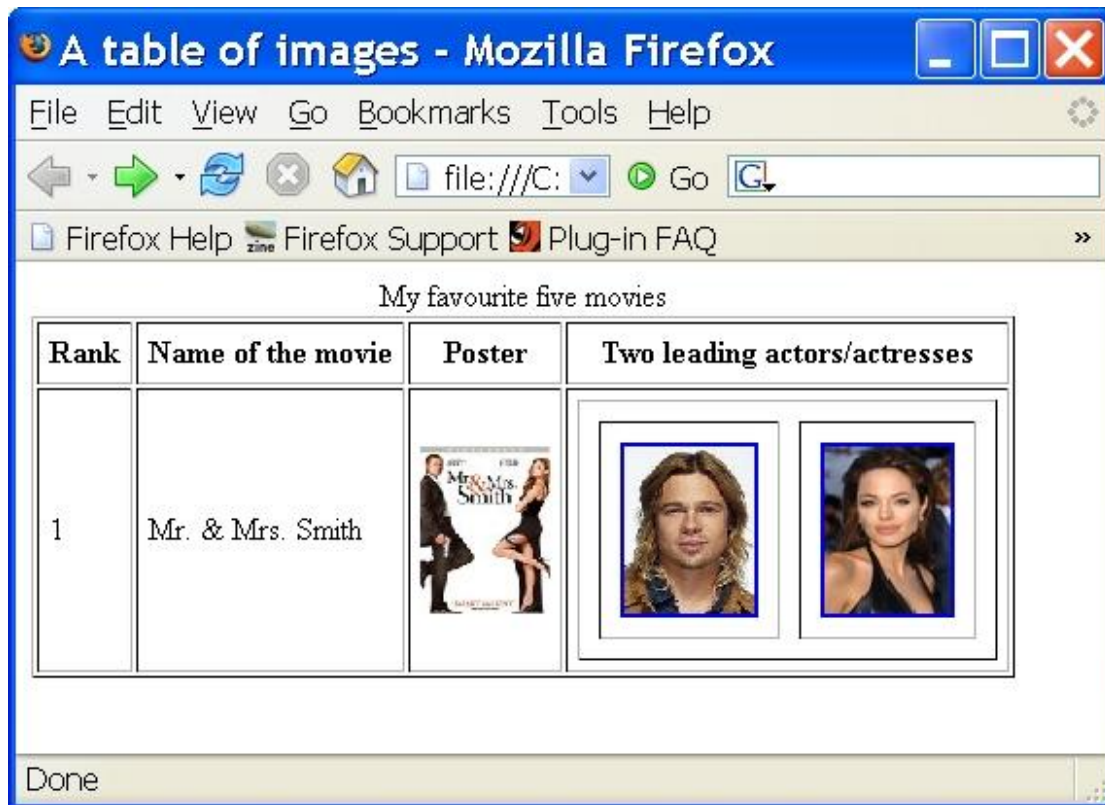 A table of images - Mozilla Firefox
File Edit View Go Bookmarks Tools Help
file:///C: Go G
Firefox Help zine Firefox Support Plug-in FAQ »
My favourite five movies
Rank Name of the movie Poster Two leading actors/actresses
1 Mr. & Mrs. Smith
Mr. & Mrs.
Smith
Done